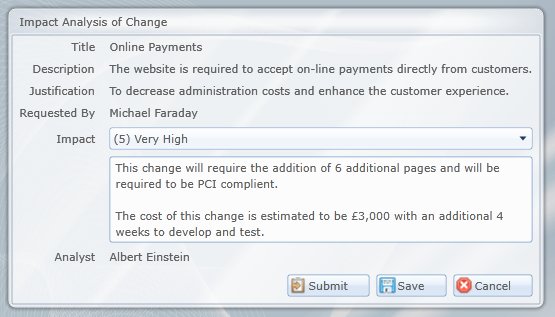 Impact Analysis of Change
Title Online Payments
Description The website is required to accept on-line payments directly from customers.
Justification To decrease administration costs and enhance the customer experience.
Requested By Michael Faraday
Impact (5) Very High
This change will require the addition of 6 additional pages and will be
required to be PCI complient.
The cost of this change is estimated to be £3,000 with an additional 4
weeks to develop and test.
Analyst Albert Einstein
Submit Save Cancel